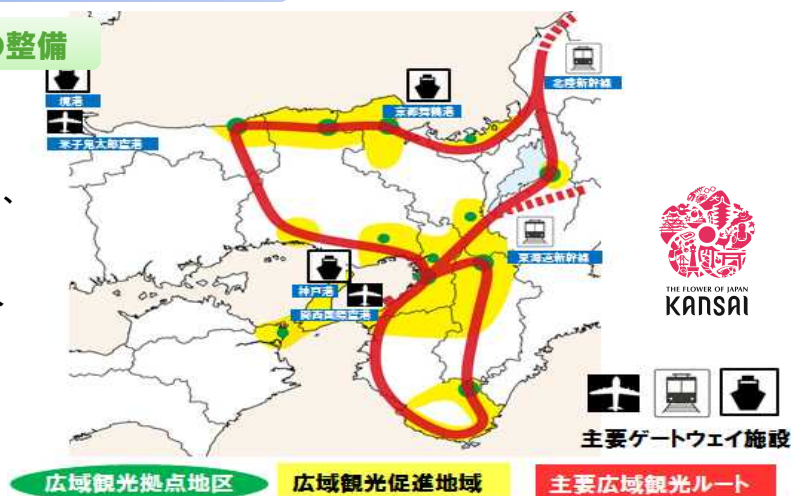 の整備
境港
米子鬼太郎空港
京都舞鶴港
北陸新幹線
、
東海道新幹線
神戸港
関西国際空港
THE FLOWER OF JAPAN
KANSAI
主要ゲートウェイ施設
広域観光拠点地区
広域観光促進地域
主要広域観光ルート